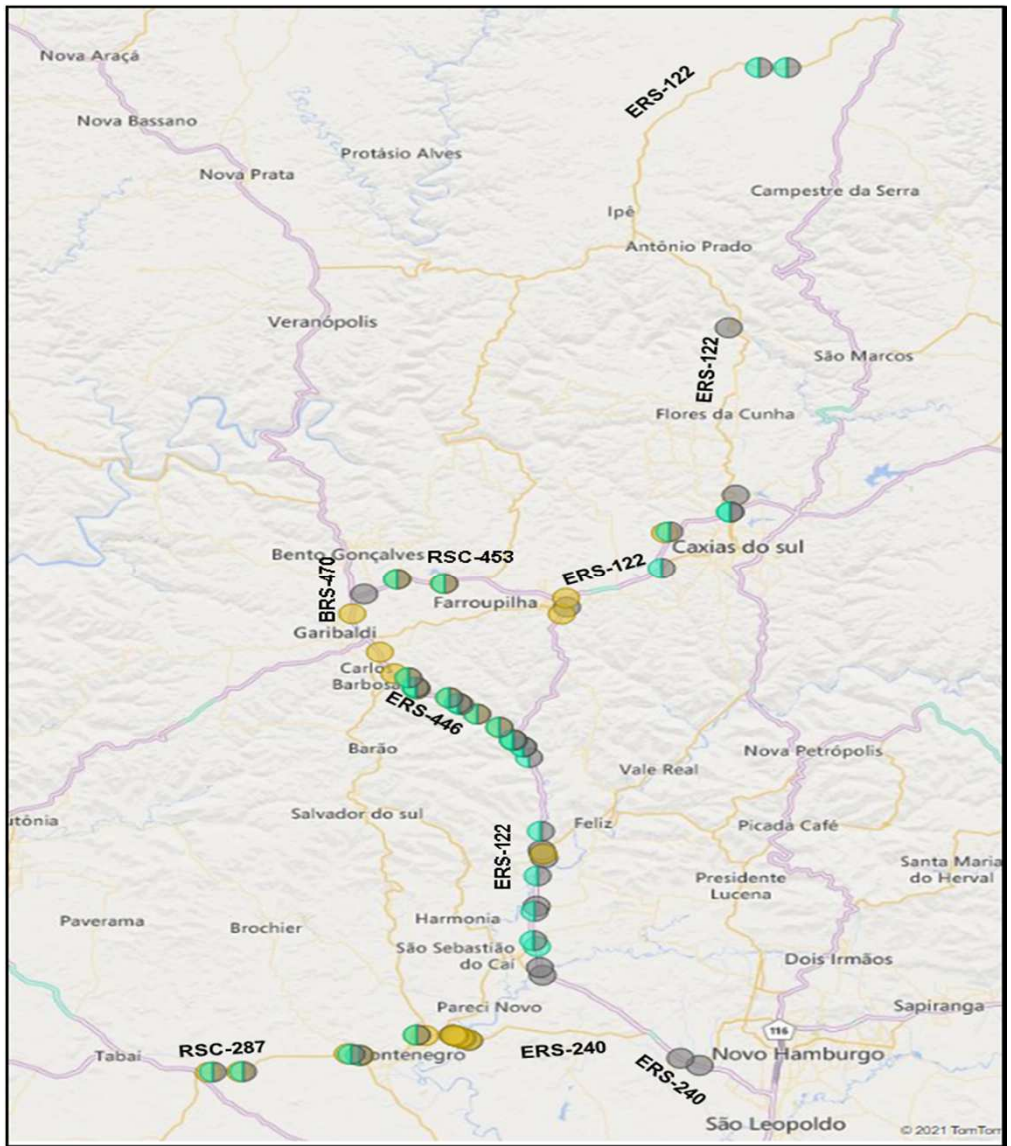 Nova Araçá
ERS-122
Nova Bassano
Protásio Alves
Nova Prata
Campestre da Serra
Ipê
Antônio Prado
Veranópolis
ERS-122
São Marcos
Flores da Cunha
Caxias do sul
Bento Gonçalves
RSC-453
ERS-122
BRS-470
Farroupilha
Garibaldi
Carlos
Barbosa
ERS-446
Barão
Nova Petrópolis
Vale Real
Salvador do sul
utônia
Feliz
Picada Café
ERS-122
Santa Maria
do Herval
Presidente
Lucena
Paverama
Brochier
Harmonia
São Sebastião
do Caí
Dois Irmãos
Pareci Novo
Sapiranga
116
Tabaí
RSC-287
ontenegro
ERS-240
Novo Hamburgo
ERS-240
São Leopoldo
© 2021 TomTom